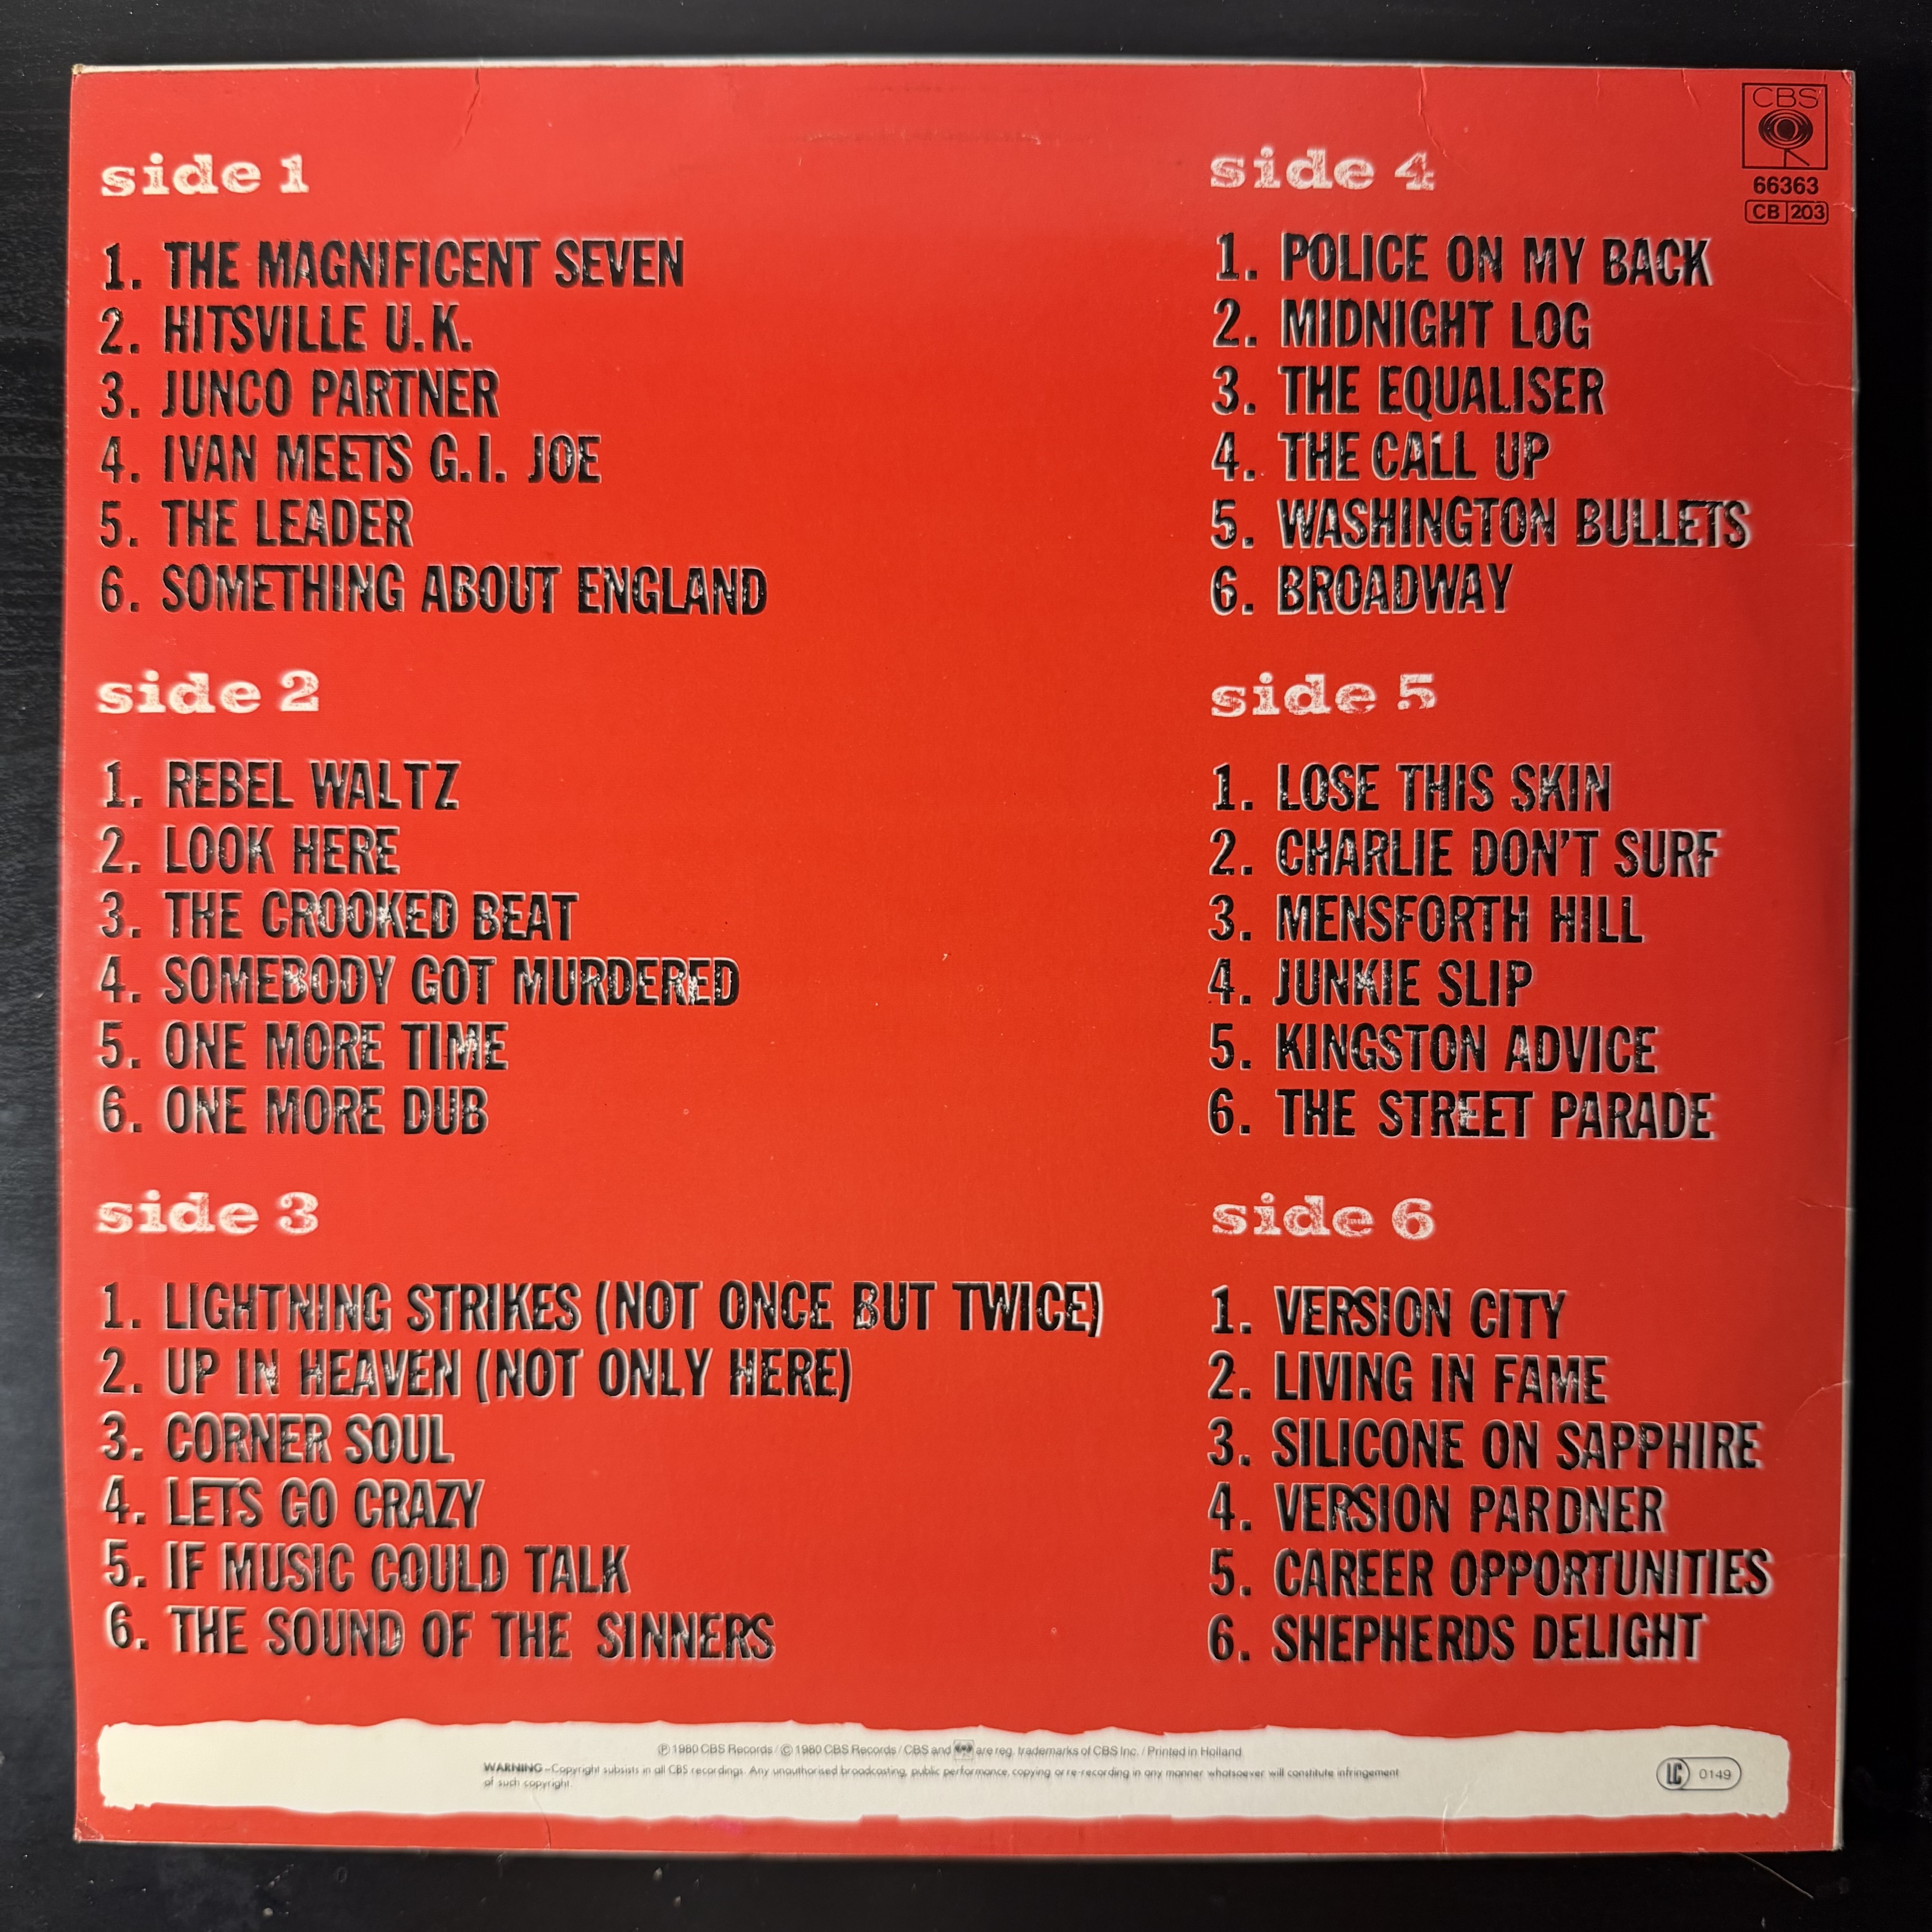 side 1
1. THE MAGNIFICENT SEVEN
2. HITSVILLE U.K.
3. JUNCO PARTNER
4. IVAN MEETS G.I. JOE
5. THE LEADER
6. SOMETHING ABOUT ENGLAND
side 2
1. REBEL WALTZ
2. LOOK HERE
3. THE CROOKED BEAT
4. SOMEBODY GOT MURDERED
5. ONE MORE TIME
6. ONE MORE DUB
side 3
1. LIGHTNING STRIKES (NOT ONCE BUT TWICE)
2. UP IN HEAVEN (NOT ONLY HERE)
3. CORNER SOUL
4. LETS GO CRAZY
5. IF MUSIC COULD TALK
6. THE SOUND OF THE SINNERS
side 4
1. POLICE ON MY BACK
2. MIDNIGHT LOG
3. THE EQUALISER
4. THE CALL UP
5. WASHINGTON BULLETS
6. BROADWAY
side 5
1. LOSE THIS SKIN
2. CHARLIE DON'T SURF
3. MENSFORTH HILL
4. JUNKIE SLIP
5. KINGSTON ADVICE
6. THE STREET PARADE
side 6
1. VERSION CITY
2. LIVING IN FAME
3. SILICONE ON SAPPHIRE
4. VERSION PARDNER
5. CAREER OPPORTUNITIES
6. SHEPHERDS DELIGHT
CBS
66363
CB 203
℗ 1980 CBS Records / © 1980 CBS Records / CBS and are reg. trademarks of CBS Inc. / Printed in Holland
WARNING – Copyright subsists in all CBS recordings. Any unauthorised broadcasting, public performance, copying or re-recording in any manner whatsoever will constitute infringement
of such copyright.
LC 0149